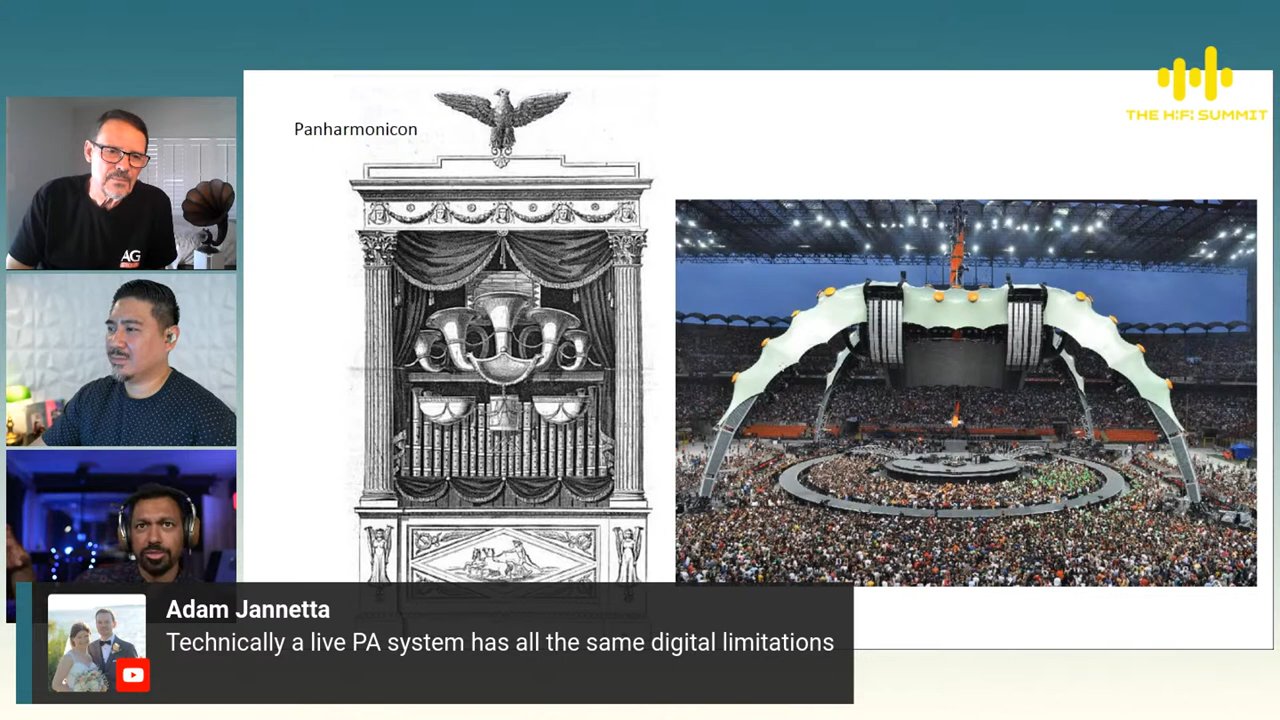 Panharmonicon
THE HIFI SUMMIT
AG
Adam Jannetta
Technically a live PA system has all the same digital limitations